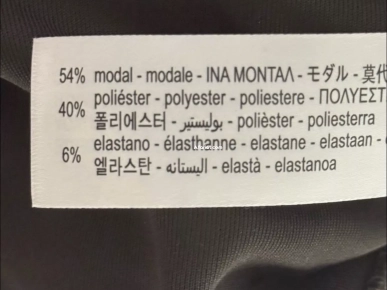 54% modal - modale - ΙΝΑ ΜΟΝΤΑΛ - モダル - 莫代
40% poliéster - polyester - poliestere - ΠΟΛΥΕΣΤ
폴리에스터 - بوليستير - polièster - poliesterra
6% elastano - élasthanne - elastane - elastaan -
엘라스탄 - اليستانه - elastà - elastanoa